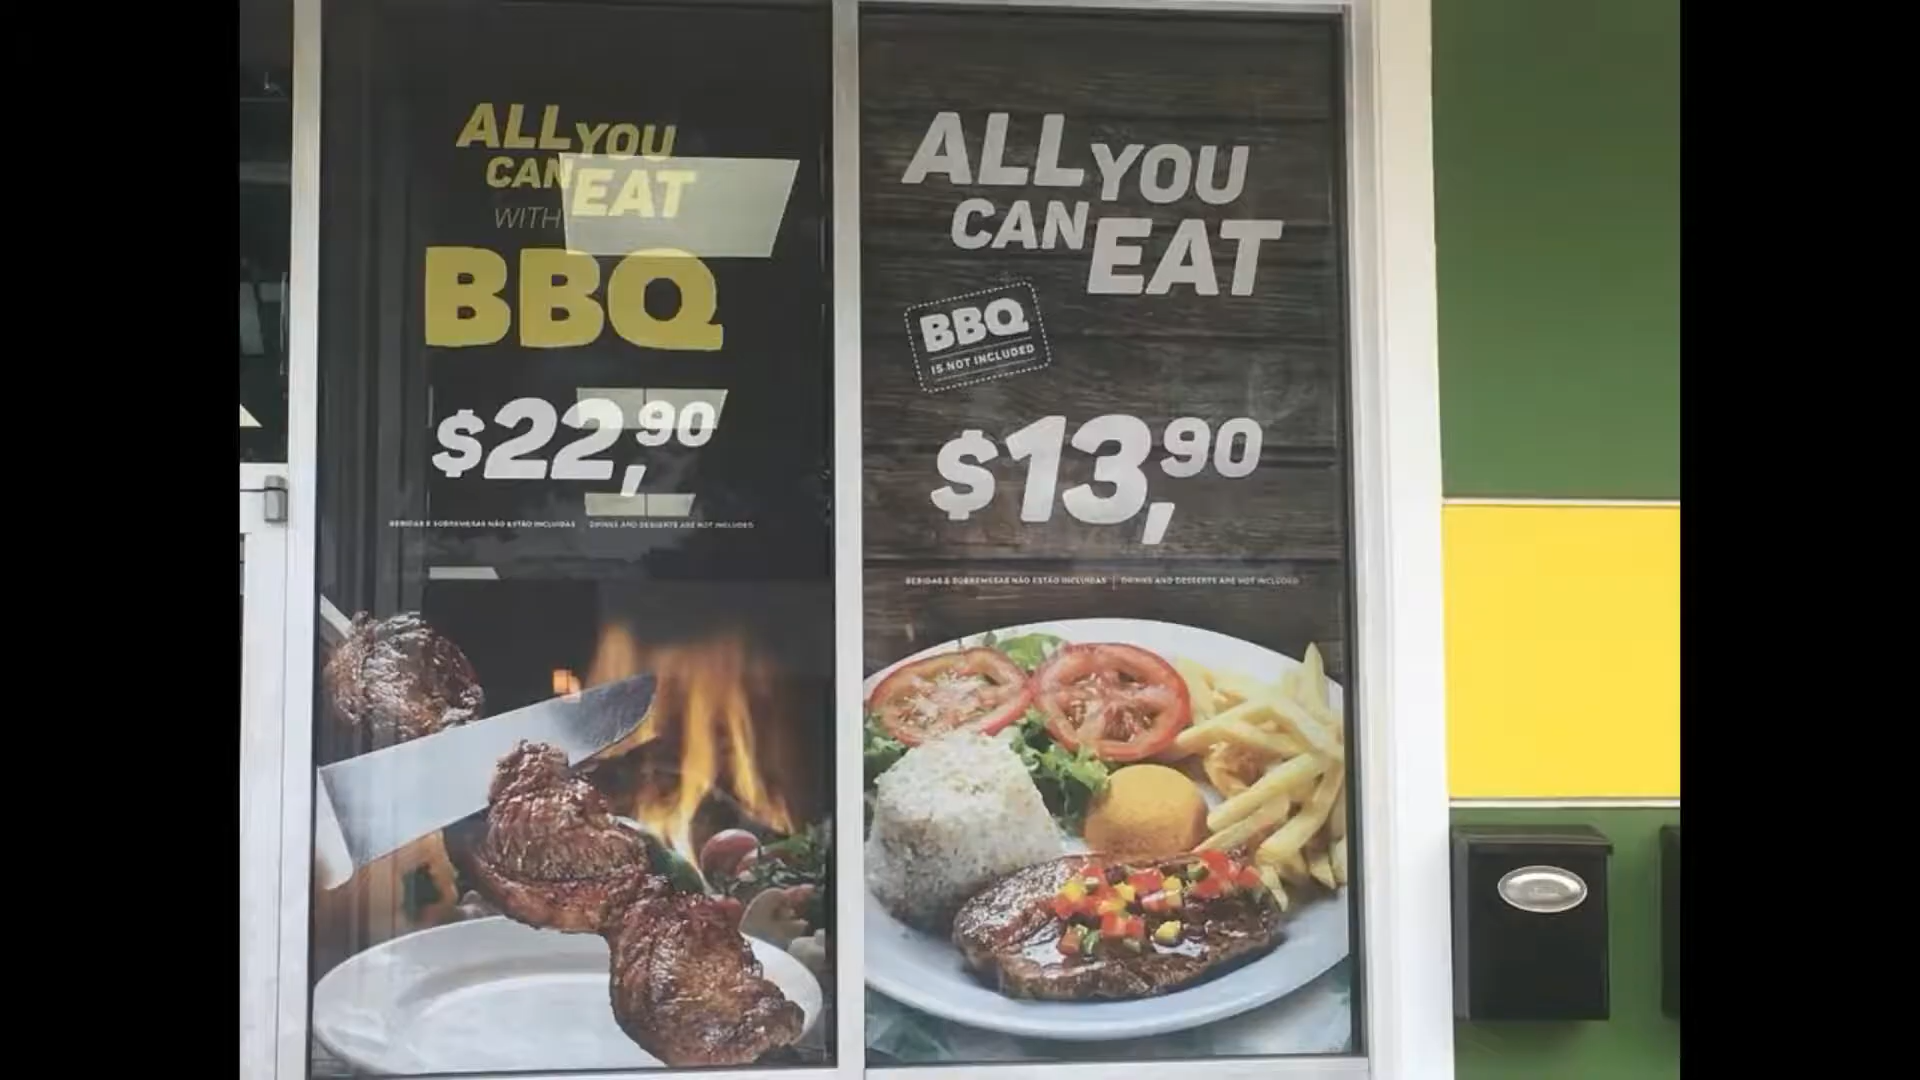 ALL YOU
CAN EAT
WITH
BBQ
$22,90
BEBIDAS E SOBREMESAS NÃO ESTÃO INCLUÍDAS DRINKS AND DESSERTS ARE NOT INCLUDED
ALL YOU
CAN EAT
BBQ
IS NOT INCLUDED
$13,90
BEBIDAS E SOBREMESAS NÃO ESTÃO INCLUÍDAS | DRINKS AND DESSERTS ARE NOT INCLUDED